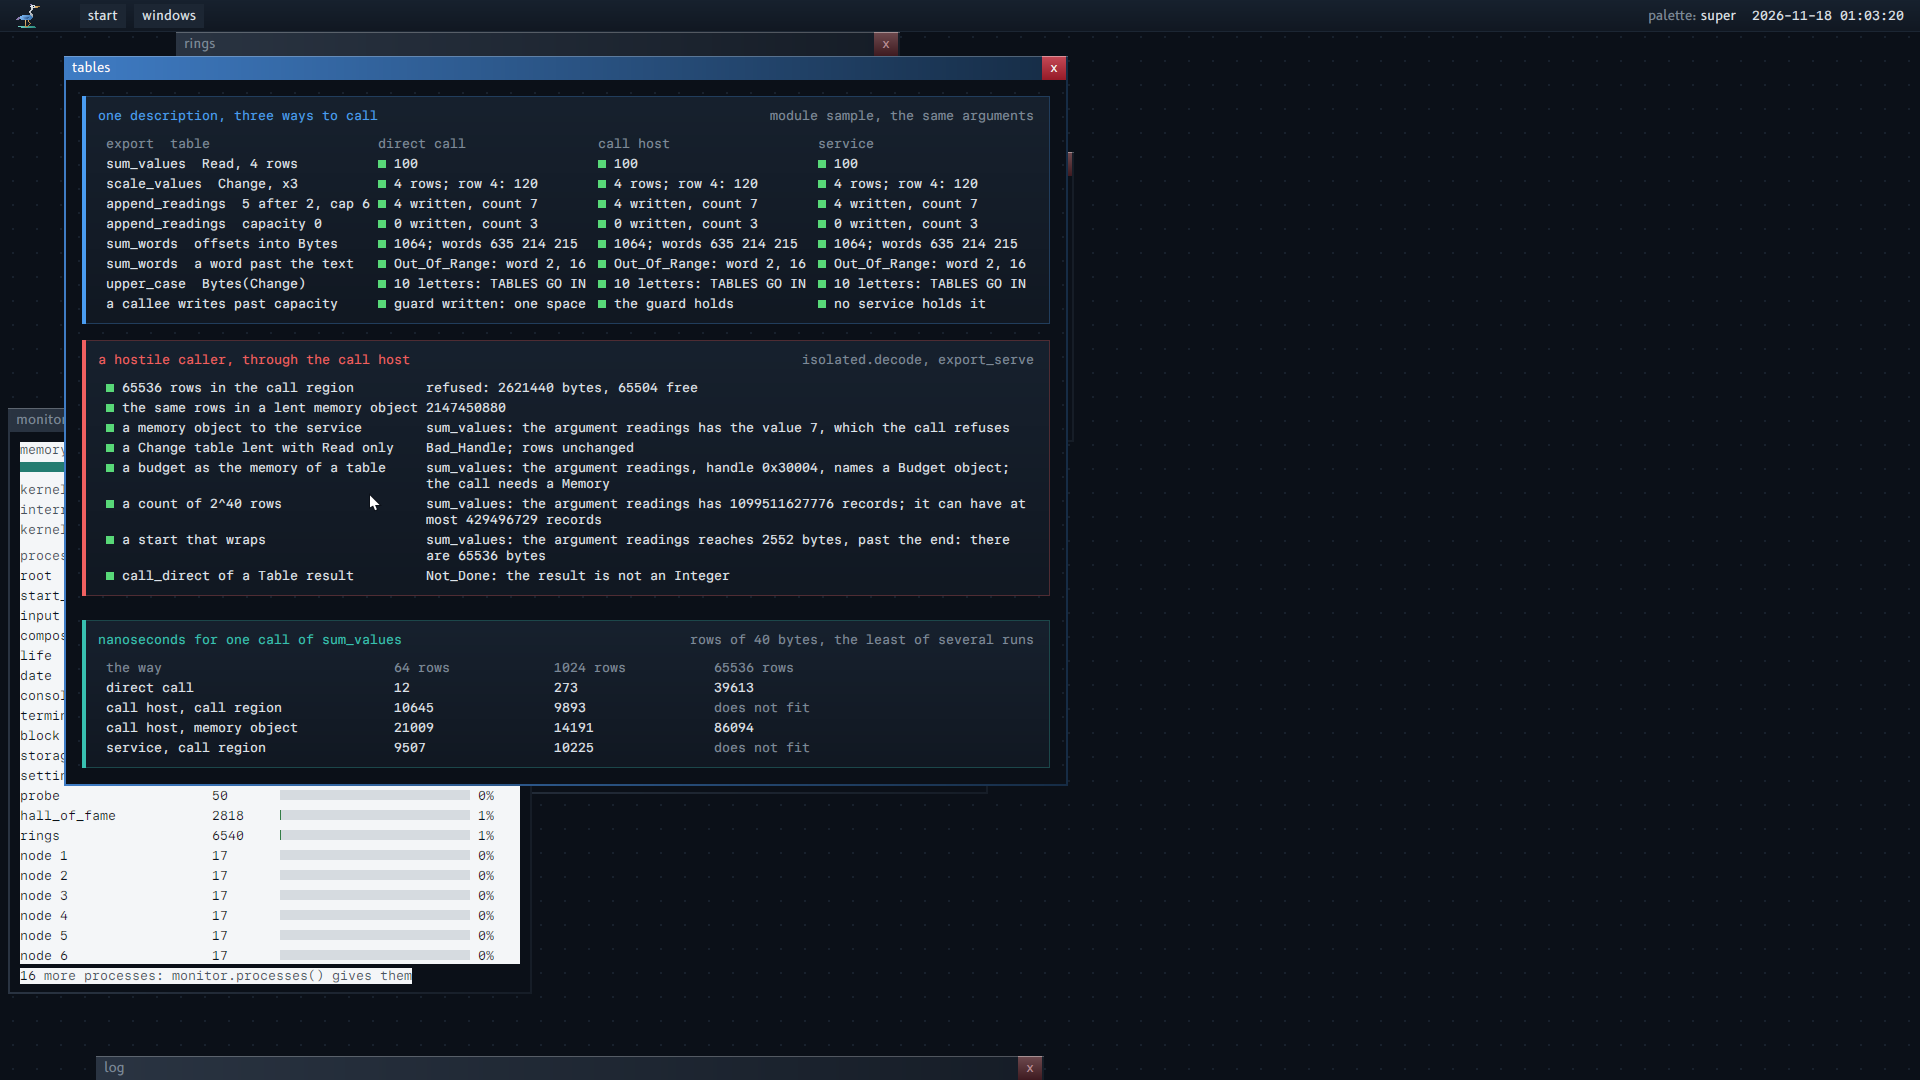 start windows palette: super 2026-11-18 01:03:20
rings x
tables x
one description, three ways to call module sample, the same arguments
export table direct call call host service
sum_values Read, 4 rows 100 100 100
scale_values Change, x3 4 rows; row 4: 120 4 rows; row 4: 120 4 rows; row 4: 120
append_readings 5 after 2, cap 6 4 written, count 7 4 written, count 7 4 written, count 7
append_readings capacity 0 0 written, count 3 0 written, count 3 0 written, count 3
sum_words offsets into Bytes 1064; words 635 214 215 1064; words 635 214 215 1064; words 635 214 215
sum_words a word past the text Out_Of_Range: word 2, 16 Out_Of_Range: word 2, 16 Out_Of_Range: word 2, 16
upper_case Bytes(Change) 10 letters: TABLES GO IN 10 letters: TABLES GO IN 10 letters: TABLES GO IN
a callee writes past capacity guard written: one space the guard holds no service holds it
a hostile caller, through the call host isolated.decode, export_serve
65536 rows in the call region refused: 2621440 bytes, 65504 free
the same rows in a lent memory object 2147450880
a memory object to the service sum_values: the argument readings has the value 7, which the call refuses
a Change table lent with Read only Bad_Handle; rows unchanged
a budget as the memory of a table sum_values: the argument readings, handle 0x30004, names a Budget object;
the call needs a Memory
a count of 2^40 rows sum_values: the argument readings has 1099511627776 records; it can have at
most 429496729 records
a start that wraps sum_values: the argument readings reaches 2552 bytes, past the end: there
are 65536 bytes
call_direct of a Table result Not_Done: the result is not an Integer
nanoseconds for one call of sum_values rows of 40 bytes, the least of several runs
the way 64 rows 1024 rows 65536 rows
direct call 12 273 39613
call host, call region 10645 9893 does not fit
call host, memory object 21009 14191 86094
service, call region 9507 10225 does not fit
monitor
memory
kernel
inter
kernel
proces
root
start_
input
compos
life
date
consol
termin
block
storag
settin
probe 50 0%
hall_of_fame 2818 1%
rings 6540 1%
node 1 17 0%
node 2 17 0%
node 3 17 0%
node 4 17 0%
node 5 17 0%
node 6 17 0%
16 more processes: monitor.processes() gives them
log x